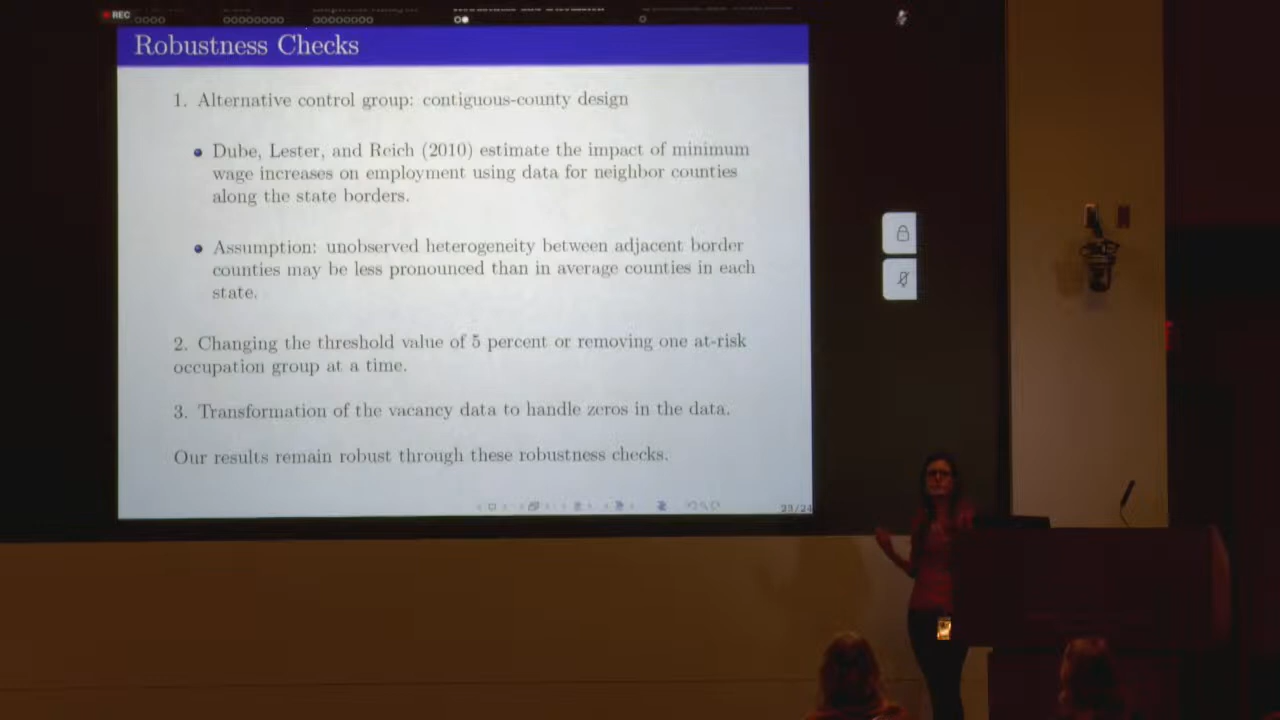 REC
Robustness Checks
1. Alternative control group: contiguous-county design
Dube, Lester, and Reich (2010) estimate the impact of minimum
wage increases on employment using data for neighbor counties
along the state borders.
Assumption: unobserved heterogeneity between adjacent border
counties may be less pronounced than in average counties in each
state.
2. Changing the threshold value of 5 percent or removing one at-risk
occupation group at a time.
3. Transformation of the vacancy data to handle zeros in the data.
Our results remain robust through these robustness checks.
23/24